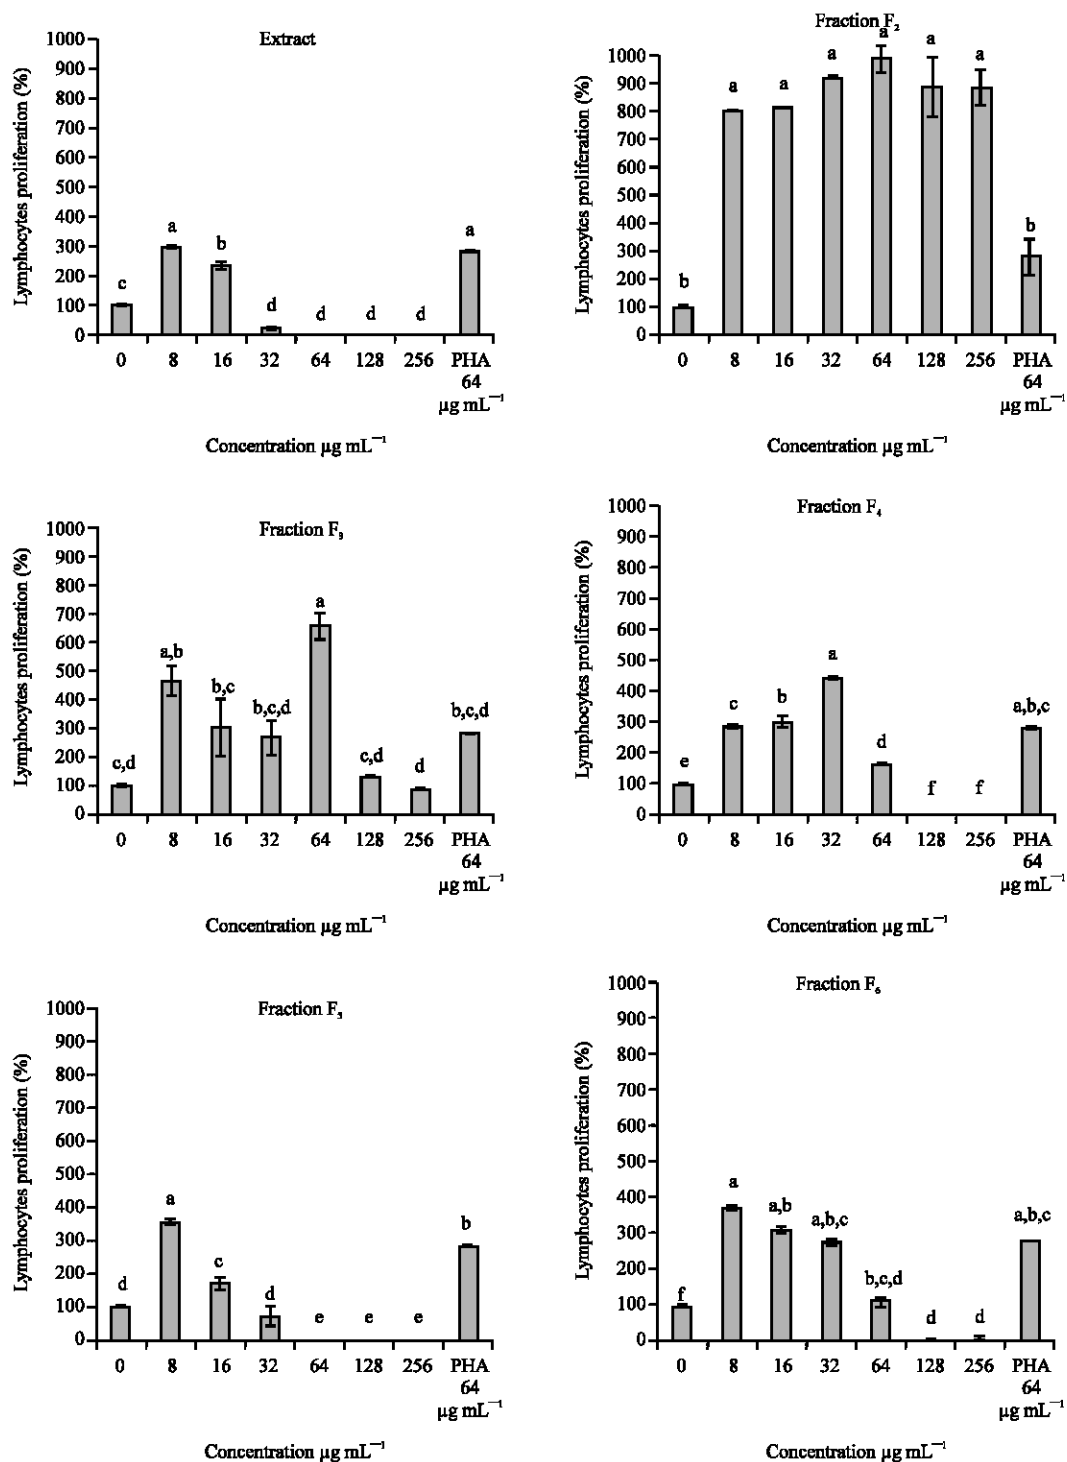 Extract
Lymphocytes proliferation (%)
1000
900
800
700
600
500
400
300
200
100
0
c
a
b
d
d
d
d
a
0 8 16 32 64 128 256 PHA
64
µg mL⁻¹
Concentration µg mL⁻¹
Fraction F₂
Lymphocytes proliferation (%)
1000
900
800
700
600
500
400
300
200
100
0
b
a
a
a
a
a
a
b
0 8 16 32 64 128 256 PHA
64
µg mL⁻¹
Concentration µg mL⁻¹
Fraction F₃
Lymphocytes proliferation (%)
1000
900
800
700
600
500
400
300
200
100
0
c,d
a,b
b,c
b,c,d
a
c,d
d
b,c,d
0 8 16 32 64 128 256 PHA
64
µg mL⁻¹
Concentration µg mL⁻¹
Fraction F₄
Lymphocytes proliferation (%)
1000
900
800
700
600
500
400
300
200
100
0
e
c
b
a
d
f
f
a,b,c
0 8 16 32 64 128 256 PHA
64
µg mL⁻¹
Concentration µg mL⁻¹
Fraction F₅
Lymphocytes proliferation (%)
1000
900
800
700
600
500
400
300
200
100
0
d
a
c
d
e
e
e
b
0 8 16 32 64 128 256 PHA
64
µg mL⁻¹
Concentration µg mL⁻¹
Fraction F₆
Lymphocytes proliferation (%)
1000
900
800
700
600
500
400
300
200
100
0
f
a
a,b
a,b,c
b,c,d
d
d
a,b,c
0 8 16 32 64 128 256 PHA
64
µg mL⁻¹
Concentration µg mL⁻¹